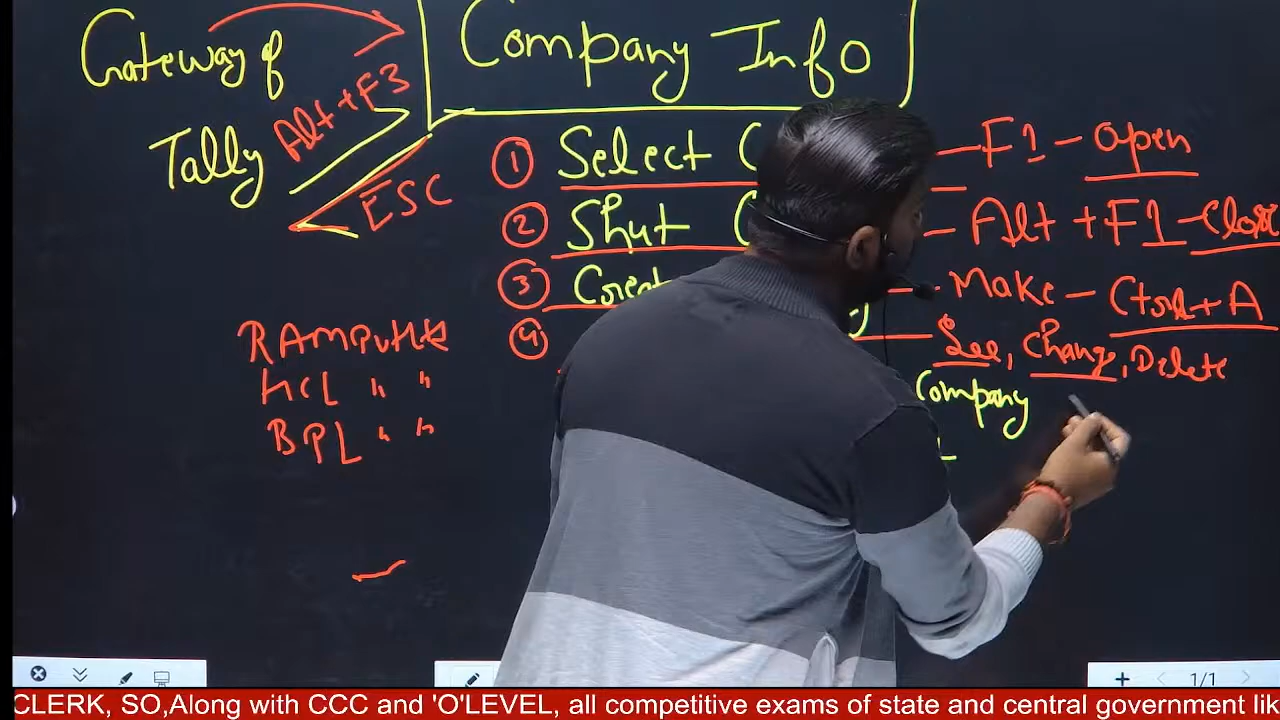 Gateway of
Tally
Alt+F3
ESC
Company Info
① Select C — F1 - open
② Shut C — Alt + F1 - Close
③ Creat — Make - Ctrl + A
④ — See, Change, Delete
Company
HCL " "
BPL " "
1/1
CLERK, SO,Along with CCC and 'O'LEVEL, all competitive exams of state and central government lik